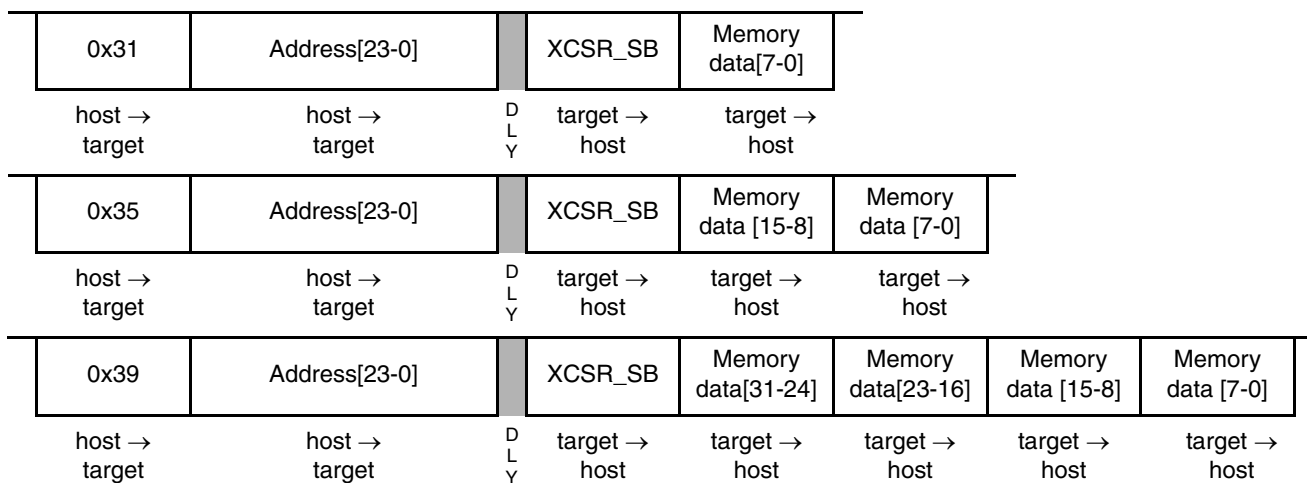 0x31 Address[23-0] XCSR_SB Memory data[7-0]
host → target host → target DLY target → host target → host
0x35 Address[23-0] XCSR_SB Memory data [15-8] Memory data [7-0]
host → target host → target DLY target → host target → host target → host
0x39 Address[23-0] XCSR_SB Memory data[31-24] Memory data[23-16] Memory data [15-8] Memory data [7-0]
host → target host → target DLY target → host target → host target → host target → host target → host